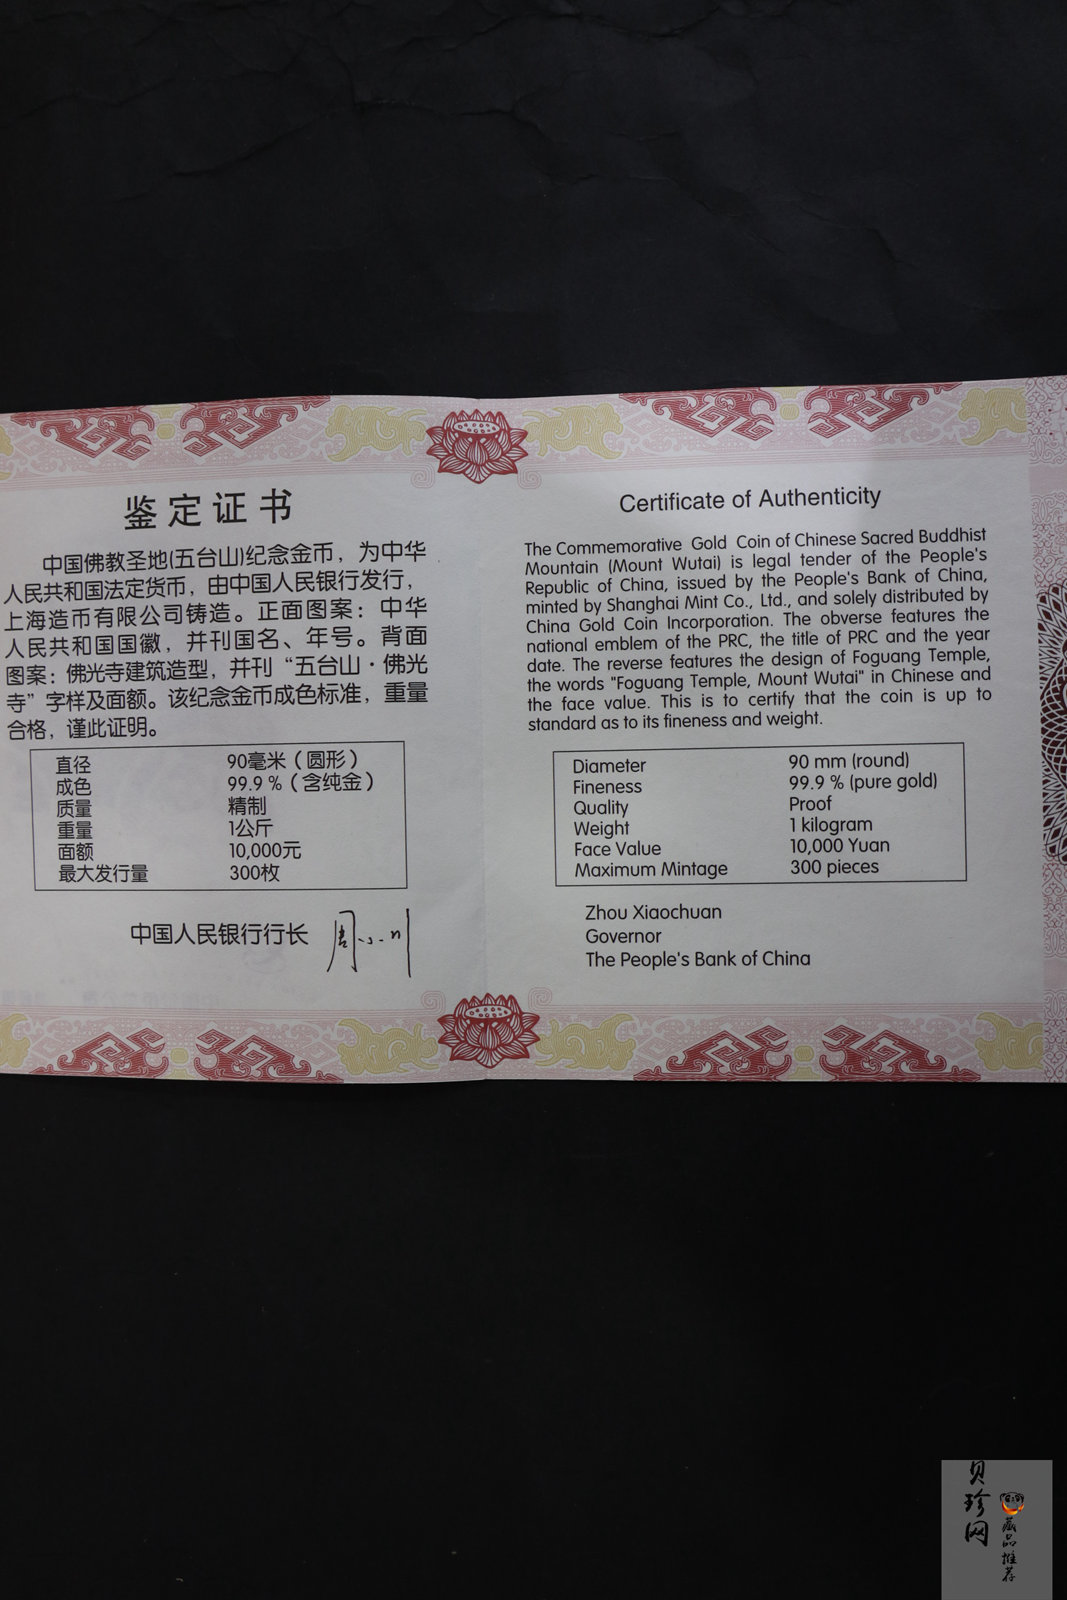 鉴定证书
中国佛教圣地(五台山)纪念金币，为中华
人民共和国法定货币，由中国人民银行发行，
上海造币有限公司铸造。正面图案：中华
人民共和国国徽，并刊国名、年号。背面
图案：佛光寺建筑造型，并刊“五台山·佛光
寺”字样及面额。该纪念金币成色标准，重量
合格，谨此证明。
直径 90毫米（圆形）
成色 99.9％（含纯金）
质量 精制
重量 1公斤
面额 10,000元
最大发行量 300枚
中国人民银行行长 周小川
Certificate of Authenticity
The Commemorative Gold Coin of Chinese Sacred Buddhist
Mountain (Mount Wutai) is legal tender of the People's
Republic of China, issued by the People's Bank of China,
minted by Shanghai Mint Co., Ltd., and solely distributed by
China Gold Coin Incorporation. The obverse features the
national emblem of the PRC, the title of PRC and the year
date. The reverse features the design of Foguang Temple,
the words "Foguang Temple, Mount Wutai" in Chinese and
the face value. This is to certify that the coin is up to
standard as to its fineness and weight.
Diameter 90 mm (round)
Fineness 99.9 % (pure gold)
Quality Proof
Weight 1 kilogram
Face Value 10,000 Yuan
Maximum Mintage 300 pieces
Zhou Xiaochuan
Governor
The People's Bank of China
贝珍网
藏品推荐